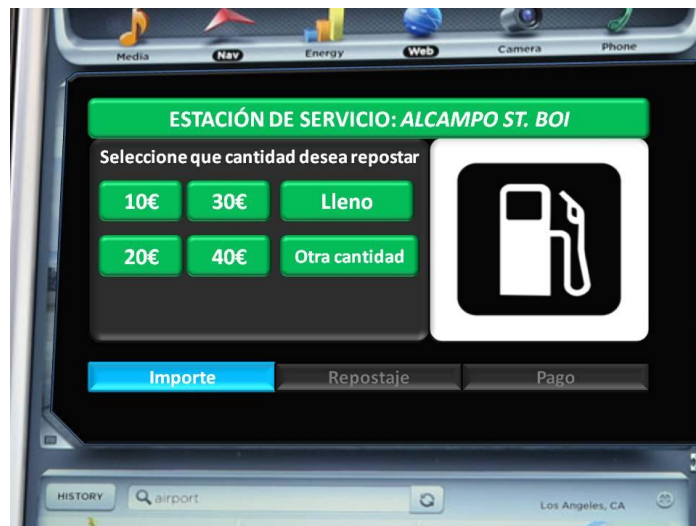 Media Nav Energy Web Camera Phone
ESTACIÓN DE SERVICIO: ALCAMPO ST. BOI
Seleccione que cantidad desea repostar
10€ 30€ Lleno
20€ 40€ Otra cantidad
Importe Repostaje Pago
HISTORY airport Los Angeles, CA